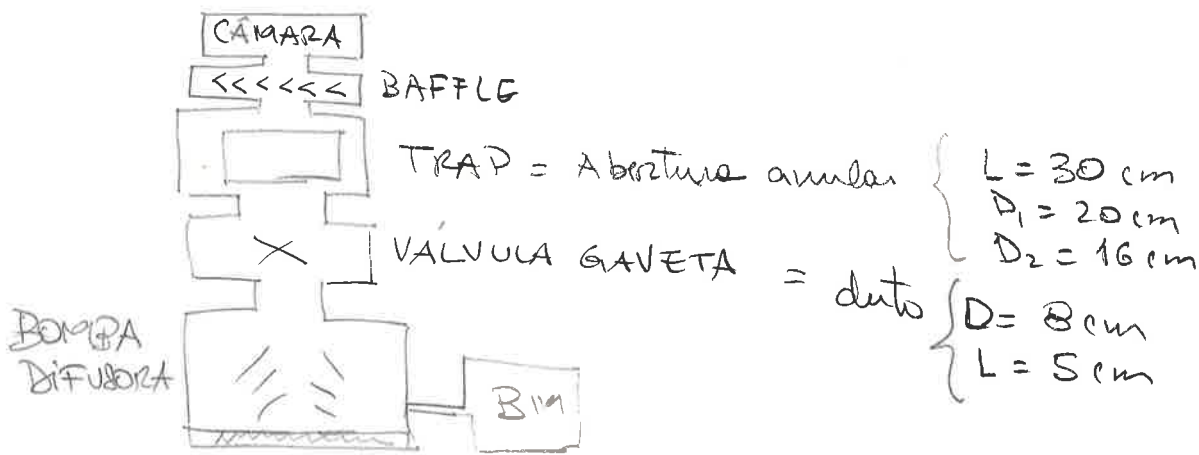 CÂMARA
<<<<<< BAFFLE
TRAP = Abertura anular
L = 30 cm
D₁ = 20 cm
D₂ = 16 cm
VÁLVULA GAVETA = duto
D = 8 cm
L = 5 cm
BOMBA
DIFUSORA